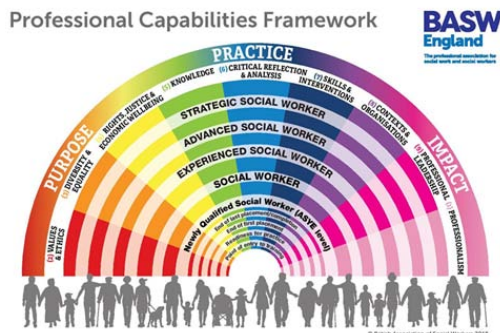 Professional Capabilities Framework
BASW
England
The professional association for
social work and social workers
PURPOSE
PRACTICE
IMPACT
(2) VALUES
& ETHICS
(3) DIVERSITY &
EQUALITY
RIGHTS, JUSTICE &
ECONOMIC WELLBEING
(5) KNOWLEDGE
(6) CRITICAL REFLECTION
& ANALYSIS
(7) SKILLS &
INTERVENTIONS
(8) CONTEXTS &
ORGANISATIONS
(9) PROFESSIONAL
LEADERSHIP
(1) PROFESSIONALISM
STRATEGIC SOCIAL WORKER
ADVANCED SOCIAL WORKER
EXPERIENCED SOCIAL WORKER
SOCIAL WORKER
Newly Qualified Social Worker (ASYE level)
End of last placement/completion
End of first placement
Readiness for practice
Point of entry to training